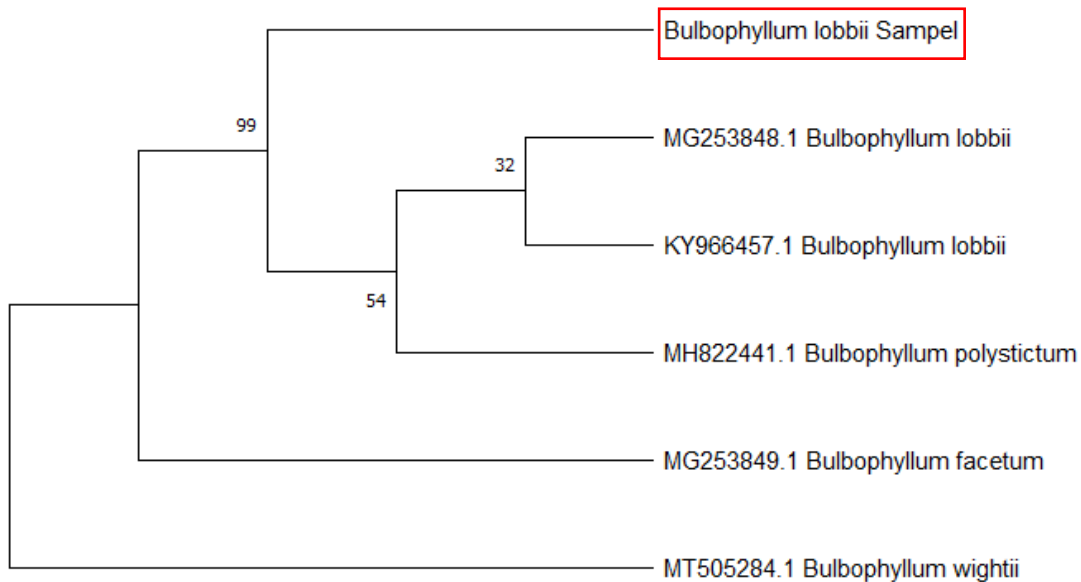 Bulbophyllum lobbii Sampel
99
MG253848.1 Bulbophyllum lobbii
32
KY966457.1 Bulbophyllum lobbii
54
MH822441.1 Bulbophyllum polystictum
MG253849.1 Bulbophyllum facetum
MT505284.1 Bulbophyllum wightii